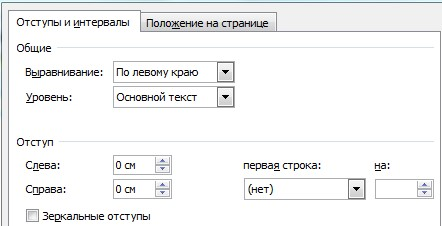 Отступы и интервалы Положение на странице
Общие
Выравнивание: По левому краю
Уровень: Основной текст
Отступ
Слева: 0 см первая строка: на:
Справа: 0 см (нет)
Зеркальные отступы